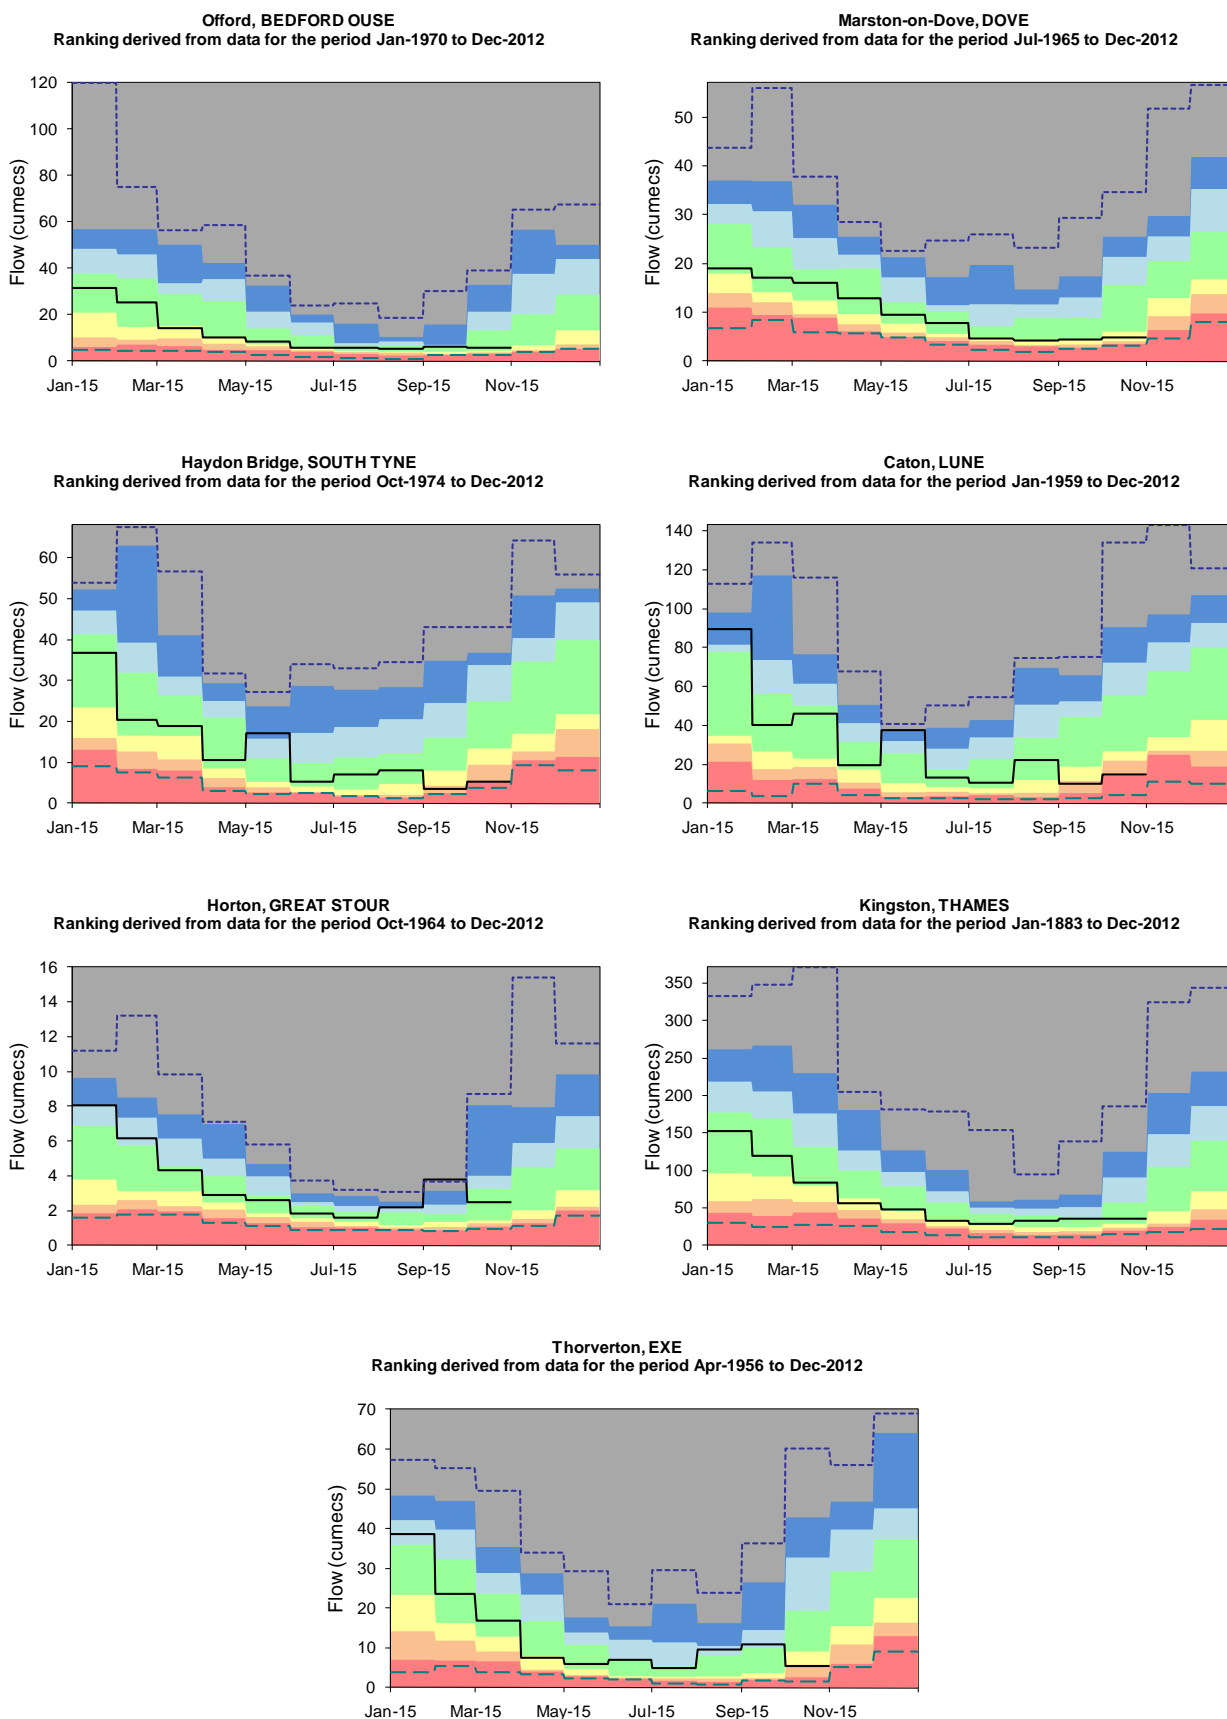 Offord, BEDFORD OUSE
Ranking derived from data for the period Jan-1970 to Dec-2012
120
100
80
60
40
20
0
Flow (cumecs)
Jan-15 Mar-15 May-15 Jul-15 Sep-15 Nov-15
Marston-on-Dove, DOVE
Ranking derived from data for the period Jul-1965 to Dec-2012
50
40
30
20
10
0
Flow (cumecs)
Jan-15 Mar-15 May-15 Jul-15 Sep-15 Nov-15
Haydon Bridge, SOUTH TYNE
Ranking derived from data for the period Oct-1974 to Dec-2012
60
50
40
30
20
10
0
Flow (cumecs)
Jan-15 Mar-15 May-15 Jul-15 Sep-15 Nov-15
Caton, LUNE
Ranking derived from data for the period Jan-1959 to Dec-2012
140
120
100
80
60
40
20
0
Flow (cumecs)
Jan-15 Mar-15 May-15 Jul-15 Sep-15 Nov-15
Horton, GREAT STOUR
Ranking derived from data for the period Oct-1964 to Dec-2012
16
14
12
10
8
6
4
2
0
Flow (cumecs)
Jan-15 Mar-15 May-15 Jul-15 Sep-15 Nov-15
Kingston, THAMES
Ranking derived from data for the period Jan-1883 to Dec-2012
350
300
250
200
150
100
50
0
Flow (cumecs)
Jan-15 Mar-15 May-15 Jul-15 Sep-15 Nov-15
Thorverton, EXE
Ranking derived from data for the period Apr-1956 to Dec-2012
70
60
50
40
30
20
10
0
Flow (cumecs)
Jan-15 Mar-15 May-15 Jul-15 Sep-15 Nov-15